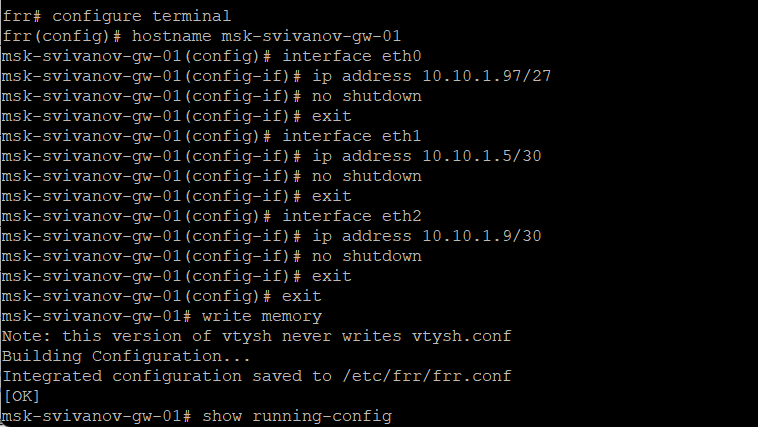 frr# configure terminal
frr(config)# hostname msk-svivanov-gw-01
msk-svivanov-gw-01(config)# interface eth0
msk-svivanov-gw-01(config-if)# ip address 10.10.1.97/27
msk-svivanov-gw-01(config-if)# no shutdown
msk-svivanov-gw-01(config-if)# exit
msk-svivanov-gw-01(config)# interface eth1
msk-svivanov-gw-01(config-if)# ip address 10.10.1.5/30
msk-svivanov-gw-01(config-if)# no shutdown
msk-svivanov-gw-01(config-if)# exit
msk-svivanov-gw-01(config)# interface eth2
msk-svivanov-gw-01(config-if)# ip address 10.10.1.9/30
msk-svivanov-gw-01(config-if)# no shutdown
msk-svivanov-gw-01(config-if)# exit
msk-svivanov-gw-01(config)# exit
msk-svivanov-gw-01# write memory
Note: this version of vtysh never writes vtysh.conf
Building Configuration...
Integrated configuration saved to /etc/frr/frr.conf
[OK]
msk-svivanov-gw-01# show running-config